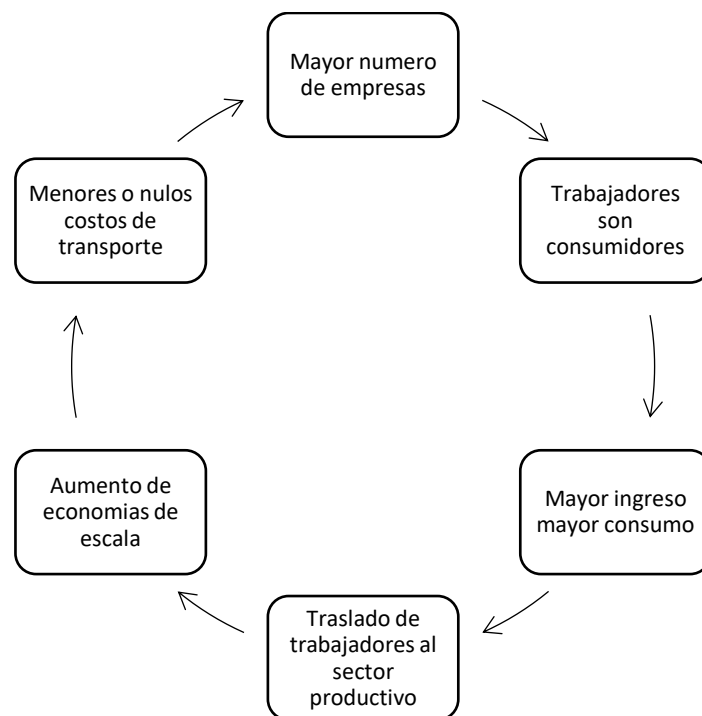 Mayor numero
de empresas
Trabajadores
son
consumidores
Mayor ingreso
mayor consumo
Traslado de
trabajadores al
sector
productivo
Aumento de
economias de
escala
Menores o nulos
costos de
transporte